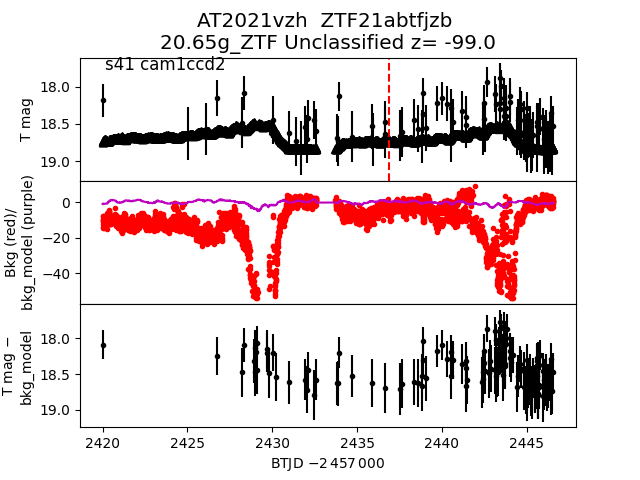 AT2021vzh  ZTF21abtfjzb
20.65g_ZTF Unclassified z= -99.0
s41 cam1ccd2
18.0
18.5
19.0
T mag
0
−20
−40
Bkg (red)/
bkg_model (purple)
18.0
18.5
19.0
T mag −
bkg_model
2420
2425
2430
2435
2440
2445
BTJD −2 457 000